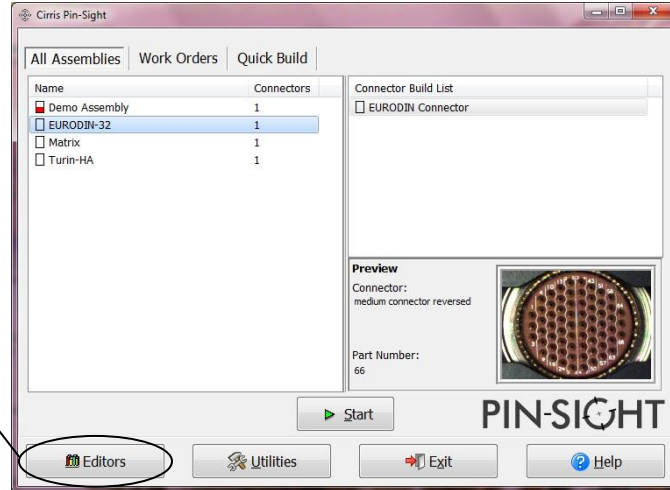 Cirris Pin-Sight
All Assemblies Work Orders Quick Build
Name Connectors
Demo Assembly 1
EURODIN-32 1
Matrix 1
Turin-HA 1
Connector Build List
EURODIN Connector
Preview
Connector:
medium connector reversed
Part Number:
66
Start
PIN-SIGHT
Editors Utilities Exit Help